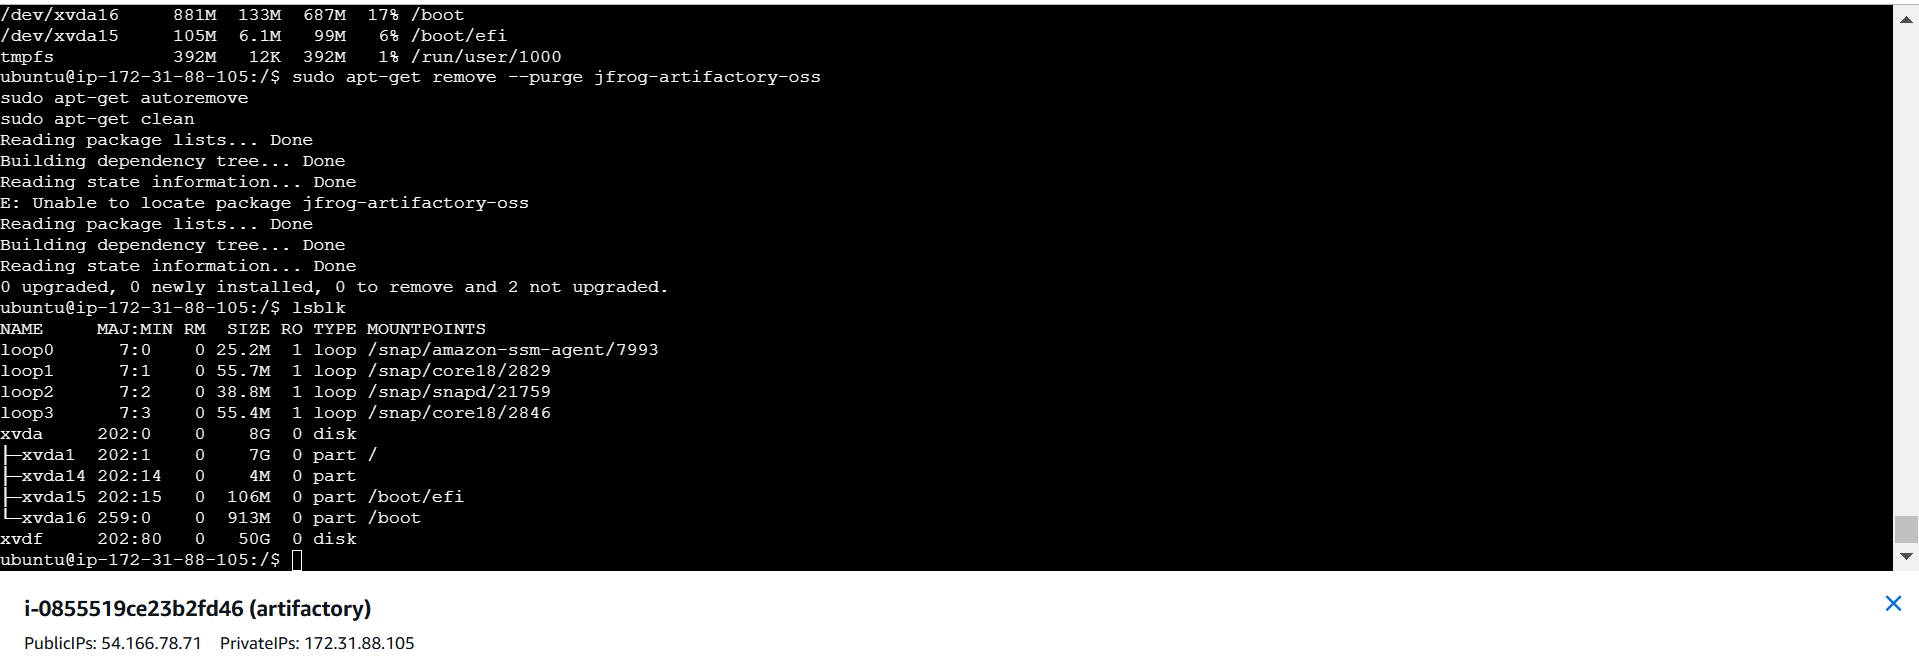 /dev/xvda16     881M  133M  687M  17% /boot
/dev/xvda15     105M  6.1M   99M   6% /boot/efi
tmpfs           392M   12K  392M   1% /run/user/1000
ubuntu@ip-172-31-88-105:/$ sudo apt-get remove --purge jfrog-artifactory-oss
sudo apt-get autoremove
sudo apt-get clean
Reading package lists... Done
Building dependency tree... Done
Reading state information... Done
E: Unable to locate package jfrog-artifactory-oss
Reading package lists... Done
Building dependency tree... Done
Reading state information... Done
0 upgraded, 0 newly installed, 0 to remove and 2 not upgraded.
ubuntu@ip-172-31-88-105:/$ lsblk
NAME     MAJ:MIN RM  SIZE RO TYPE MOUNTPOINTS
loop0      7:0    0 25.2M  1 loop /snap/amazon-ssm-agent/7993
loop1      7:1    0 55.7M  1 loop /snap/core18/2829
loop2      7:2    0 38.8M  1 loop /snap/snapd/21759
loop3      7:3    0 55.4M  1 loop /snap/core18/2846
xvda     202:0    0    8G  0 disk
├─xvda1  202:1    0    7G  0 part /
├─xvda14 202:14   0    4M  0 part
├─xvda15 202:15   0  106M  0 part /boot/efi
└─xvda16 259:0    0  913M  0 part /boot
xvdf     202:80   0   50G  0 disk
ubuntu@ip-172-31-88-105:/$
i-0855519ce23b2fd46 (artifactory)
PublicIPs: 54.166.78.71    PrivateIPs: 172.31.88.105